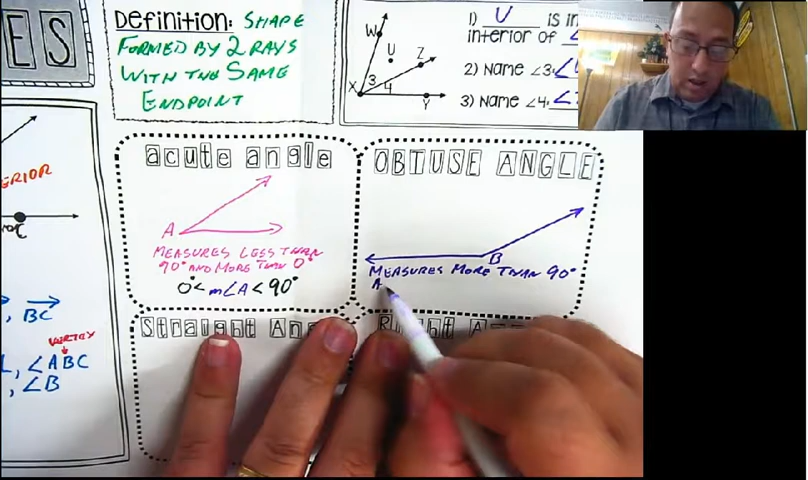 ES
Definition: SHAPE
FORMED BY 2 RAYS
WITH THE SAME
ENDPOINT
W
U
Z
3
4
X
Y
1) U is in
interior of ∠
2) Name ∠3:
3) Name ∠4:
ERIOR
, BC
VERTEX
, ∠ABC
, ∠B
acute angle
A
MEASURES LESS THAN
90° AND MORE THAN 0°
0° < m∠A < 90°
OBTUSE ANGLE
B
MEASURES MORE THAN 90°
A
Straight An
R